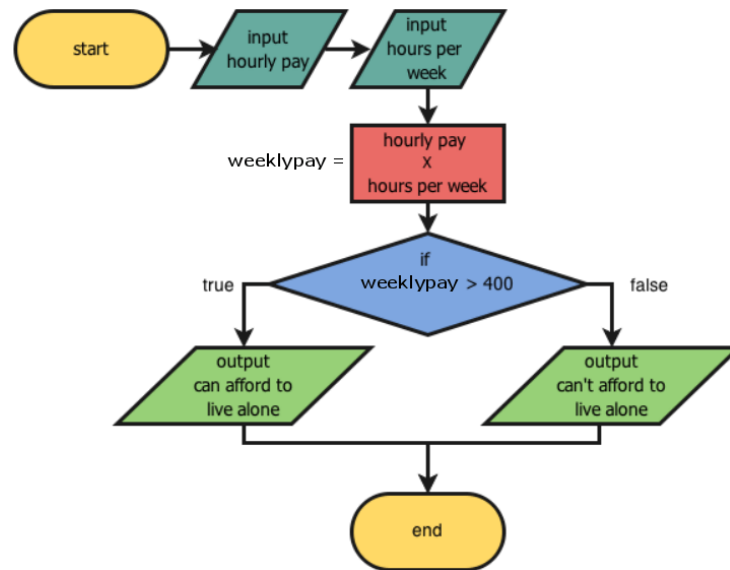 start
input
hourly pay
input
hours per
week
weeklypay =
hourly pay
X
hours per week
if
weeklypay > 400
true
false
output
can afford to
live alone
output
can't afford to
live alone
end